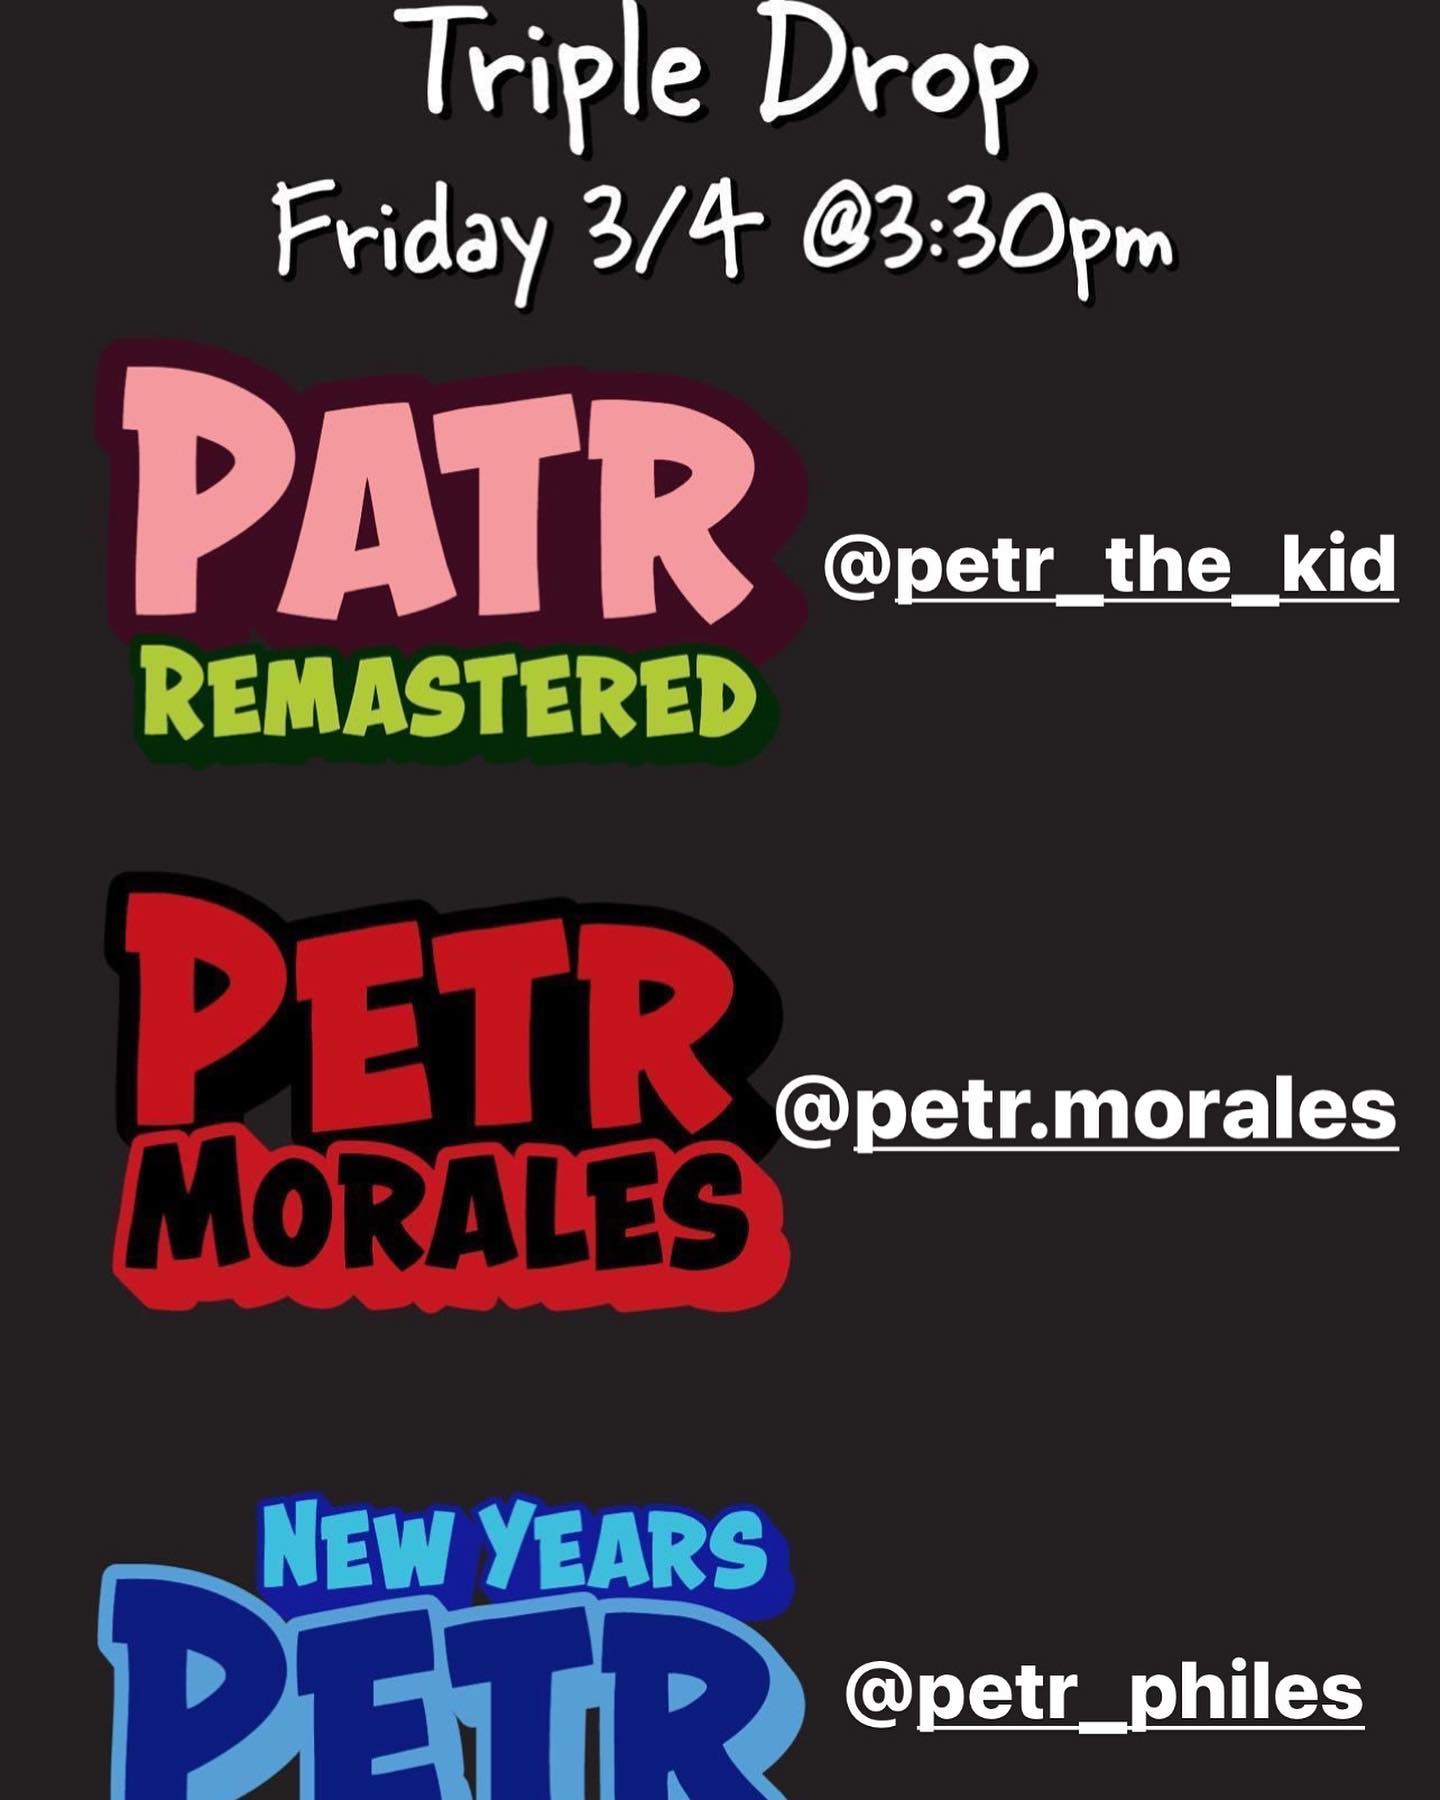 Triple Drop
Friday 3/4 @3:30pm
PATR
REMASTERED
@petr_the_kid
PETR
MORALES
@petr.morales
NEW YEARS
PETR
@petr_philes